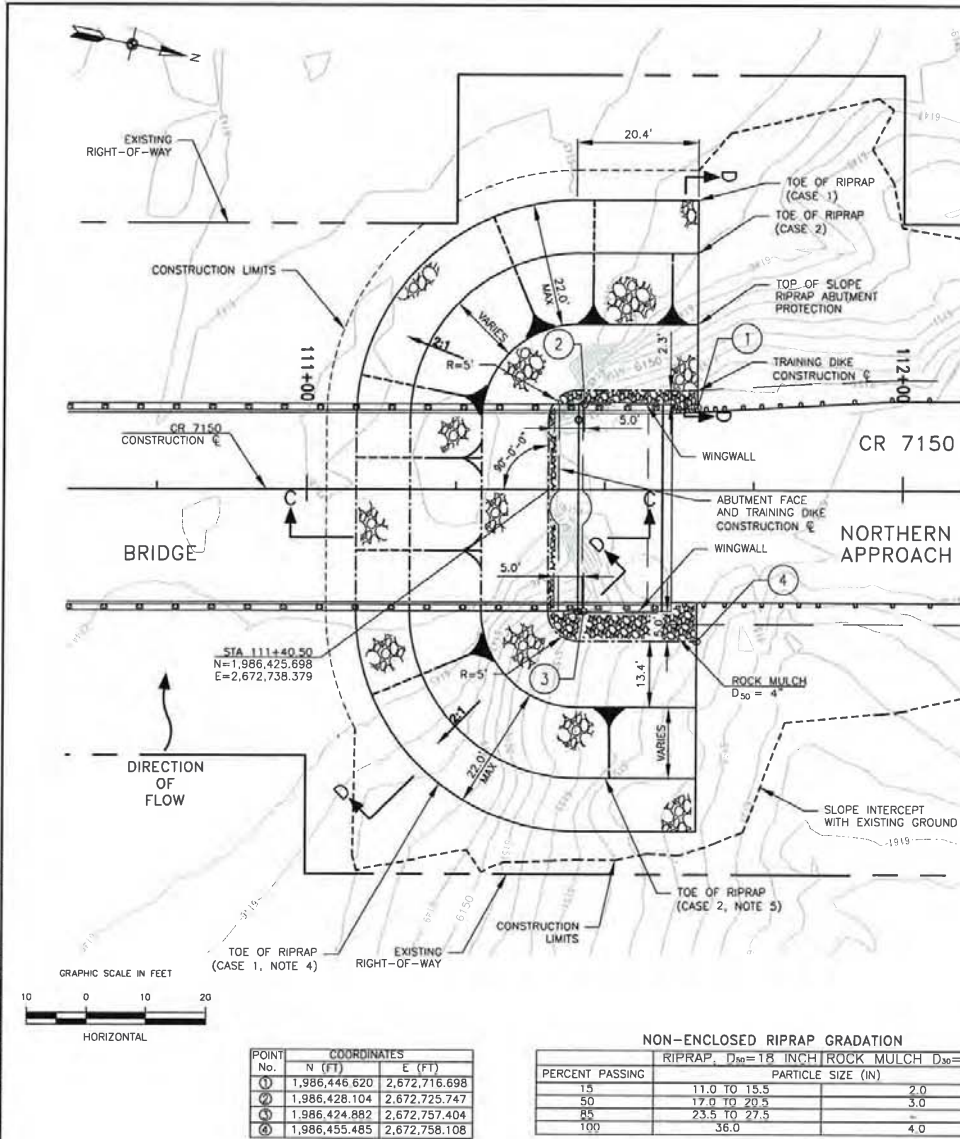 N
EXISTING
RIGHT-OF-WAY
20.4'
D
TOE OF RIPRAP
(CASE 1)
TOE OF RIPRAP
(CASE 2)
CONSTRUCTION LIMITS
22.0'
MAX
VARIES
2:1
R=5'
2
2.3'
TOP OF SLOPE
RIPRAP ABUTMENT
PROTECTION
1
TRAINING DIKE
CONSTRUCTION ℄
6150
111+00
112+00
CR 7150
CONSTRUCTION ℄
90°-0'-0"
5.0'
D
WINGWALL
CR 7150
C
C
ABUTMENT FACE
AND TRAINING DIKE
CONSTRUCTION ℄
BRIDGE
NORTHERN
APPROACH
D
WINGWALL
5.0'
4
5.0'
STA 111+40.50
N=1,986,425.698
E=2,672,738.379
R=5'
3
13.4'
ROCK MULCH
D50 = 4"
2:1
22.0'
MAX
VARIES
DIRECTION
OF
FLOW
D
SLOPE INTERCEPT
WITH EXISTING GROUND
6150
TOE OF RIPRAP
(CASE 2, NOTE 5)
CONSTRUCTION
LIMITS
TOE OF RIPRAP
(CASE 1, NOTE 4)
EXISTING
RIGHT-OF-WAY
GRAPHIC SCALE IN FEET
10 0 10 20
HORIZONTAL
POINT No. COORDINATES
N (FT) E (FT)
1 1,986,446.620 2,672,716.698
2 1,986,428.104 2,672,725.747
3 1,986,424.882 2,672,757.404
4 1,986,455.485 2,672,758.108
NON-ENCLOSED RIPRAP GRADATION
RIPRAP, D50=18 INCH ROCK MULCH D50=
PERCENT PASSING PARTICLE SIZE (IN)
15 11.0 TO 15.5 2.0
50 17.0 TO 20.5 3.0
85 23.5 TO 27.5 -
100 36.0 4.0